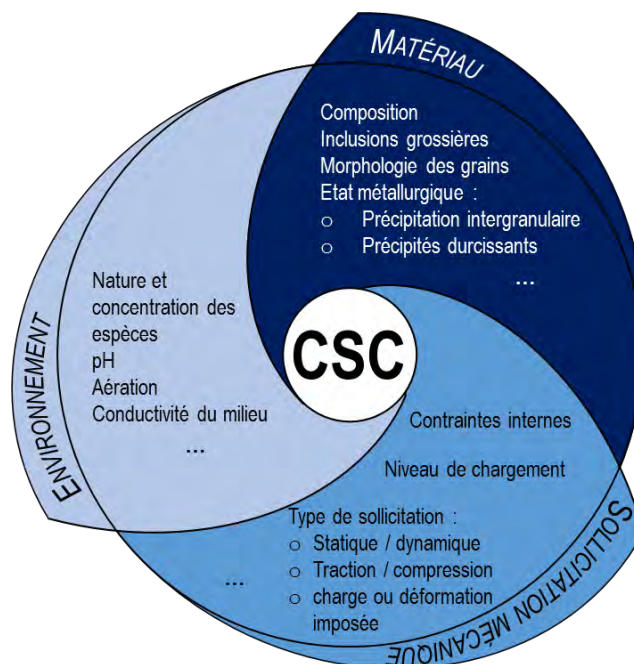 MATÉRIAU
Composition
Inclusions grossières
Morphologie des grains
Etat métallurgique :
o Précipitation intergranulaire
o Précipités durcissants
...
ENVIRONNEMENT
Nature et
concentration des
espèces
pH
Aération
Conductivité du milieu
...
CSC
Contraintes internes
Niveau de chargement
Type de sollicitation :
o Statique / dynamique
o Traction / compression
o charge ou déformation
imposée
...
SOLLICITATION MÉCANIQUE